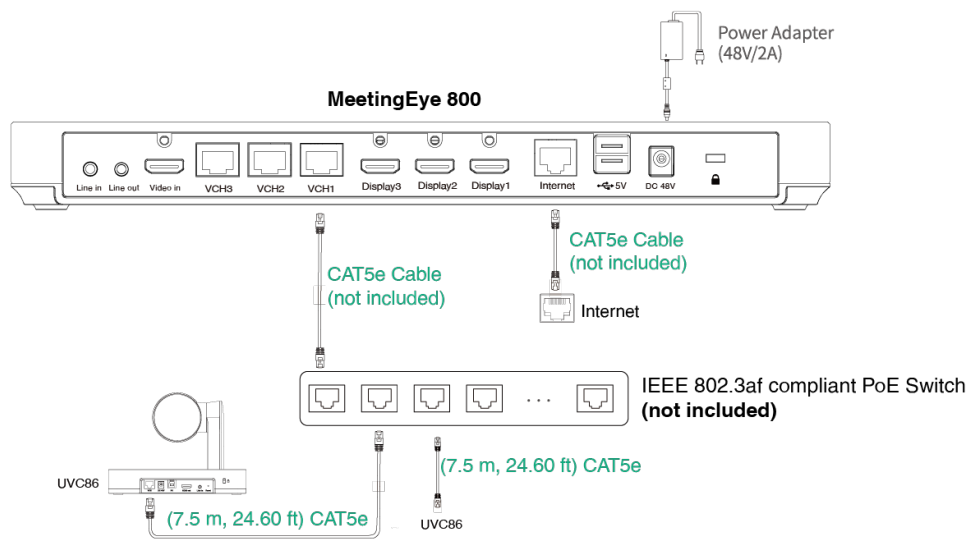 Power Adapter
(48V/2A)
MeetingEye 800
Line in Line out Video in VCH3 VCH2 VCH1 Display3 Display2 Display1 Internet 5V DC 48V
CAT5e Cable
(not included)
CAT5e Cable
(not included)
Internet
IEEE 802.3af compliant PoE Switch
(not included)
(7.5 m, 24.60 ft) CAT5e
UVC86
(7.5 m, 24.60 ft) CAT5e
UVC86